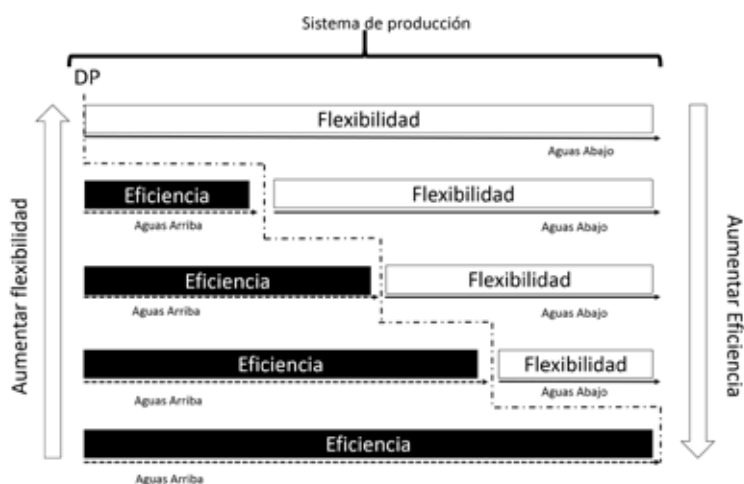 Sistema de producción
DP
Flexibilidad
Aguas Abajo
Eficiencia
Flexibilidad
Aguas Arriba
Aguas Abajo
Eficiencia
Flexibilidad
Aguas Arriba
Aguas Abajo
Eficiencia
Flexibilidad
Aguas Arriba
Aguas Abajo
Eficiencia
Aguas Arriba
Aumentar flexibilidad
Aumentar Eficiencia